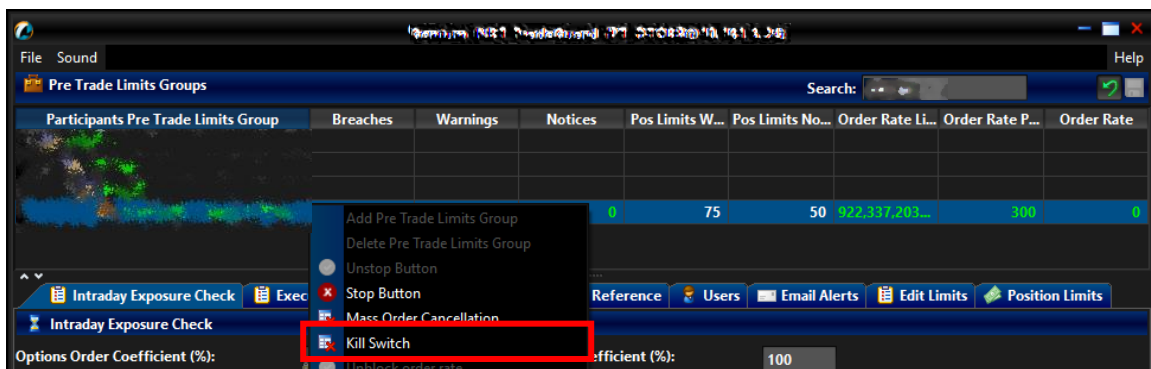 File Sound Help
Pre Trade Limits Groups Search:
Participants Pre Trade Limits Group Breaches Warnings Notices Pos Limits W... Pos Limits No... Order Rate Li... Order Rate P... Order Rate
0 75 50 922,337,203... 300 0
Add Pre Trade Limits Group
Delete Pre Trade Limits Group
Unstop Button
Stop Button
Mass Order Cancellation
Kill Switch
Unblock order rate
Intraday Exposure Check Exec Reference Users Email Alerts Edit Limits Position Limits
Intraday Exposure Check
Options Order Coefficient (%): efficient (%): 100